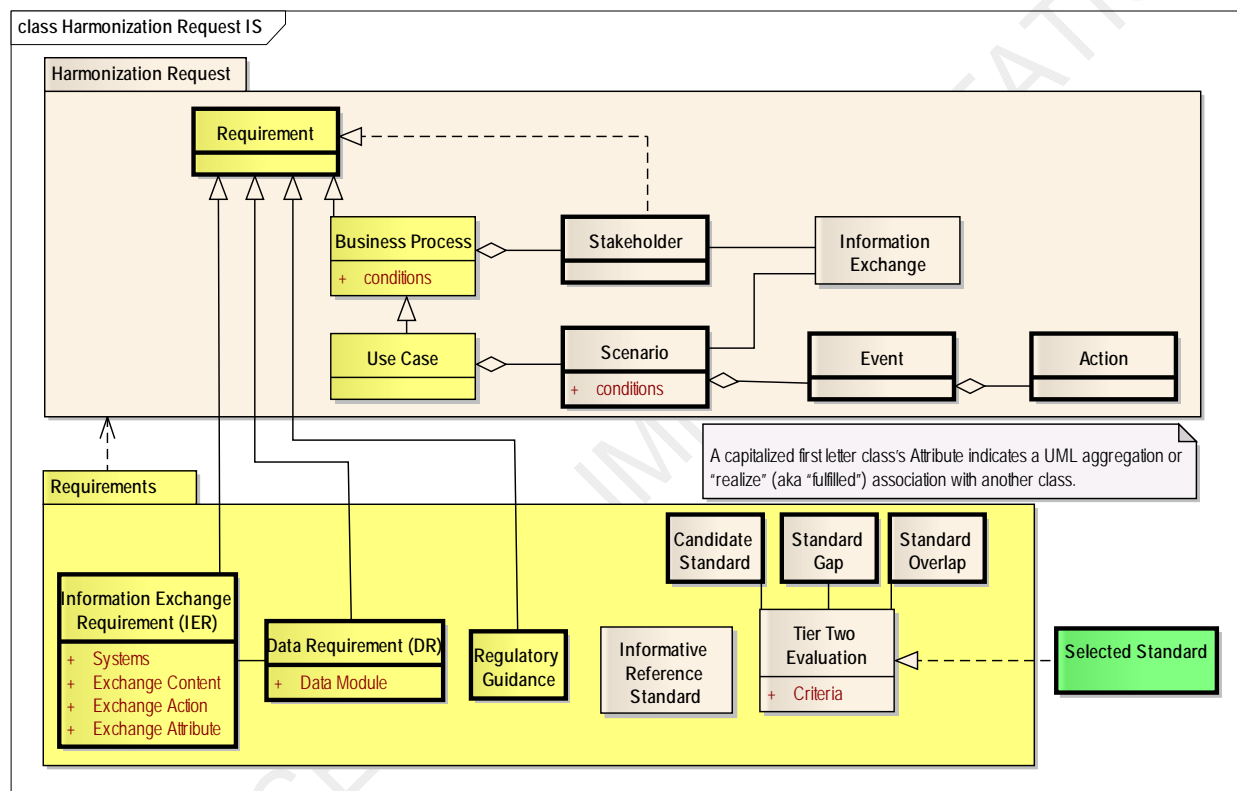 class Harmonization Request IS
Harmonization Request
Requirement
Business Process
+ conditions
Stakeholder
Information
Exchange
Use Case
Scenario
+ conditions
Event
Action
A capitalized first letter class's Attribute indicates a UML aggregation or
“realize” (aka “fulfilled”) association with another class.
Requirements
Candidate
Standard
Standard
Gap
Standard
Overlap
Information Exchange
Requirement (IER)
+ Systems
+ Exchange Content
+ Exchange Action
+ Exchange Attribute
Data Requirement (DR)
+ Data Module
Regulatory
Guidance
Informative
Reference
Standard
Tier Two
Evaluation
+ Criteria
Selected Standard